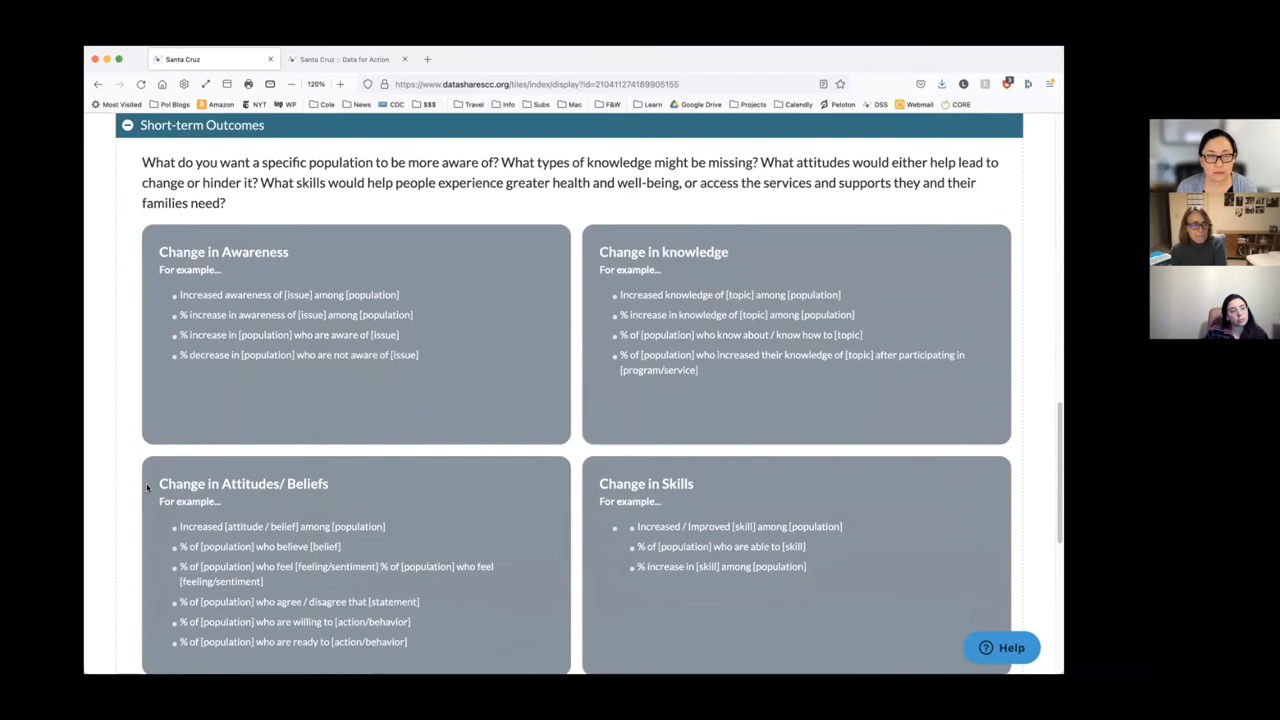 Santa Cruz
Santa Cruz :: Data for Action
120%
https://www.datasharescc.org/tiles/index/display?id=210411274189905155
3
Most Visited
Pol Blogs
Amazon
NYT
WP
Cole
News
CDC
$$$
Travel
Info
Subs
Mac
F&W
Learn
Google Drive
Projects
Calendly
Peloton
DSS
Webmail
CORE
Short-term Outcomes
What do you want a specific population to be more aware of? What types of knowledge might be missing? What attitudes would either help lead to
change or hinder it? What skills would help people experience greater health and well-being, or access the services and supports they and their
families need?
Change in Awareness
For example...
Increased awareness of [issue] among [population]
% increase in awareness of [issue] among [population]
% increase in [population] who are aware of [issue]
% decrease in [population] who are not aware of [issue]
Change in knowledge
For example...
Increased knowledge of [topic] among [population]
% increase in knowledge of [topic] among [population]
% of [population] who know about / know how to [topic]
% of [population] who increased their knowledge of [topic] after participating in
[program/service]
Change in Attitudes/ Beliefs
For example...
Increased [attitude / belief] among [population]
% of [population] who believe [belief]
% of [population] who feel [feeling/sentiment] % of [population] who feel
[feeling/sentiment]
% of [population] who agree / disagree that [statement]
% of [population] who are willing to [action/behavior]
% of [population] who are ready to [action/behavior]
Change in Skills
For example...
Increased / Improved [skill] among [population]
% of [population] who are able to [skill]
% increase in [skill] among [population]
Help